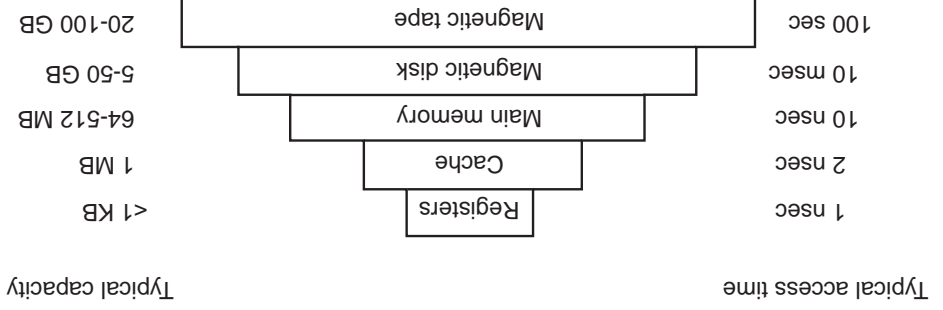 Typical access time Typical capacity
1 nsec Registers <1 KB
2 nsec Cache 1 MB
10 nsec Main memory 64-512 MB
10 msec Magnetic disk 5-50 GB
100 sec Magnetic tape 20-100 GB